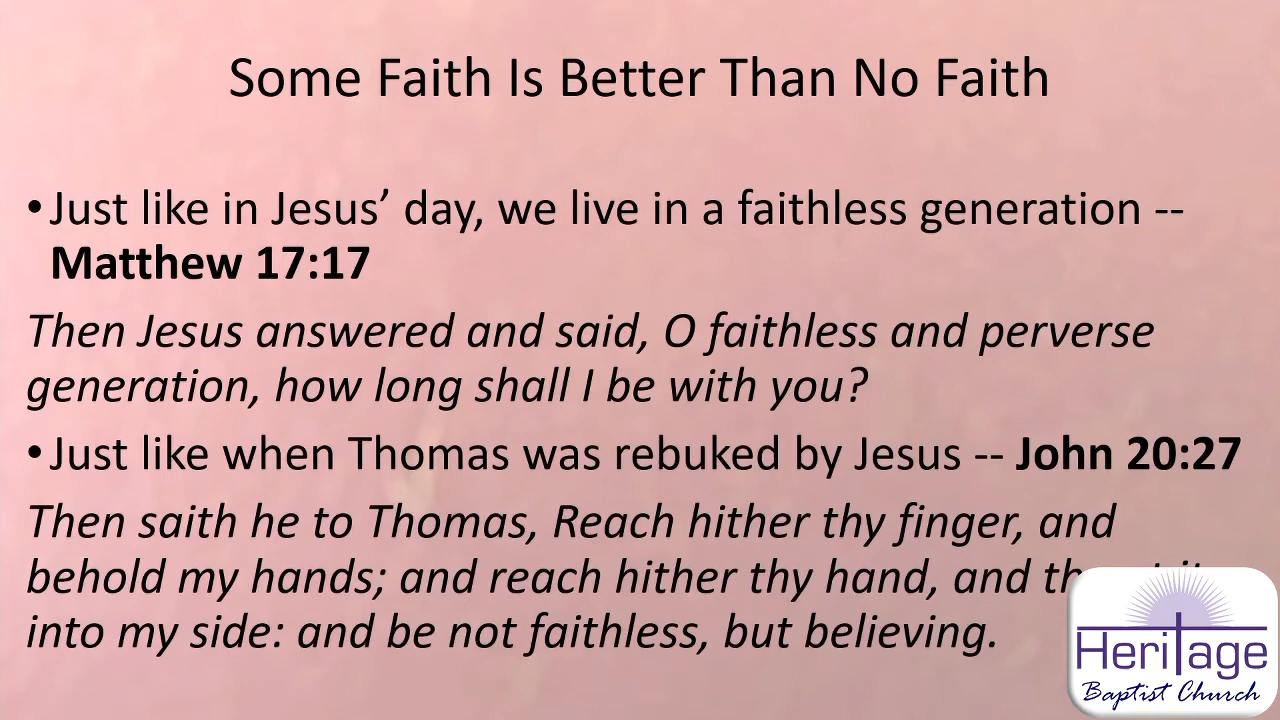 Some Faith Is Better Than No Faith
•Just like in Jesus’ day, we live in a faithless generation --
Matthew 17:17
Then Jesus answered and said, O faithless and perverse
generation, how long shall I be with you?
•Just like when Thomas was rebuked by Jesus -- John 20:27
Then saith he to Thomas, Reach hither thy finger, and
behold my hands; and reach hither thy hand, and
into my side: and be not faithless, but believing.
Heritage
Baptist Church